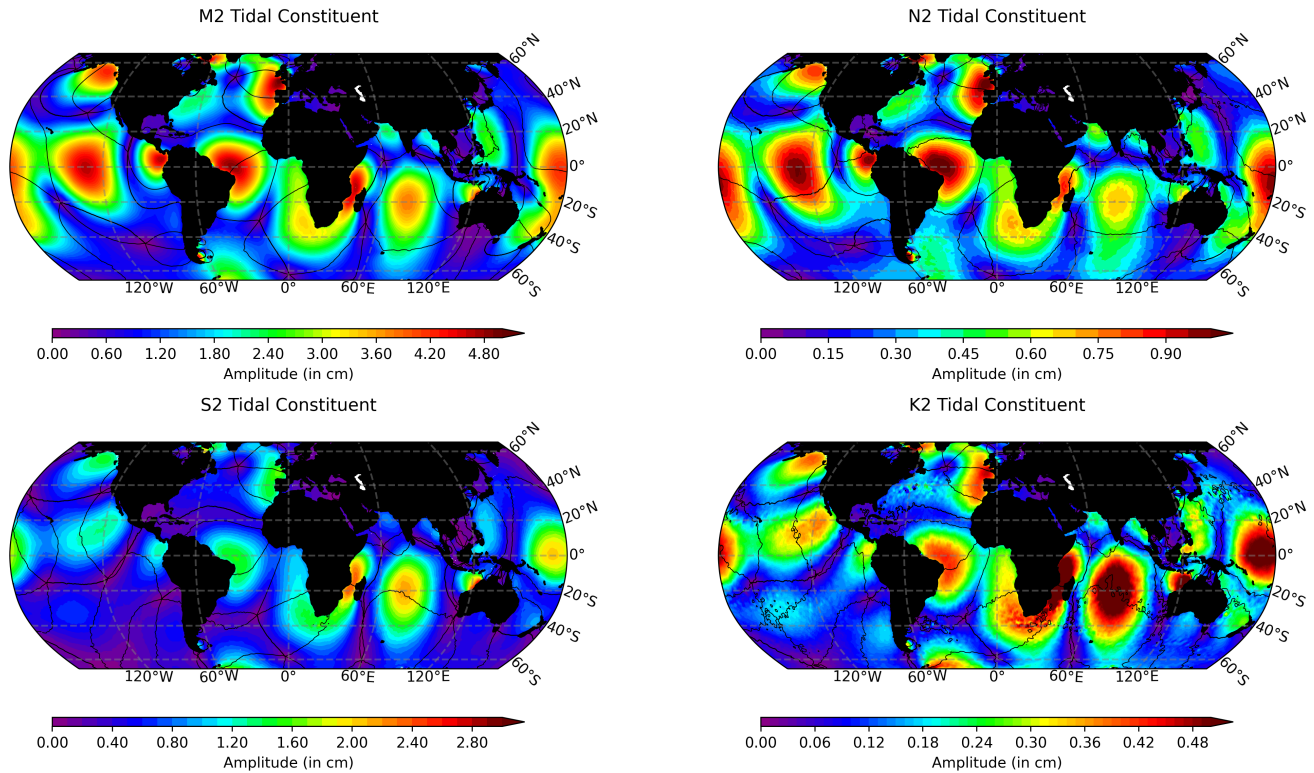 M2 Tidal Constituent
60°N
40°N
20°N
0°
20°S
40°S
60°S
120°W 60°W 0° 60°E 120°E
0.00 0.60 1.20 1.80 2.40 3.00 3.60 4.20 4.80
Amplitude (in cm)
N2 Tidal Constituent
60°N
40°N
20°N
0°
20°S
40°S
60°S
120°W 60°W 0° 60°E 120°E
0.00 0.15 0.30 0.45 0.60 0.75 0.90
Amplitude (in cm)
S2 Tidal Constituent
60°N
40°N
20°N
0°
20°S
40°S
60°S
120°W 60°W 0° 60°E 120°E
0.00 0.40 0.80 1.20 1.60 2.00 2.40 2.80
Amplitude (in cm)
K2 Tidal Constituent
60°N
40°N
20°N
0°
20°S
40°S
60°S
120°W 60°W 0° 60°E 120°E
0.00 0.06 0.12 0.18 0.24 0.30 0.36 0.42 0.48
Amplitude (in cm)